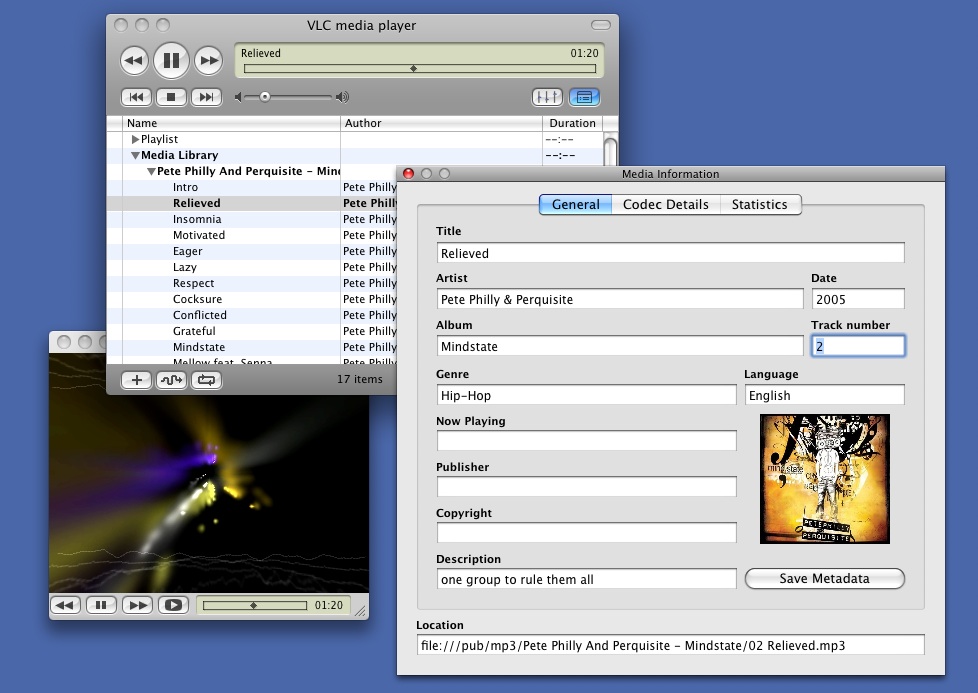 VLC media player
Relieved 01:20
Name Author Duration
Playlist --:--
Media Library --:--
Pete Philly And Perquisite - Mind
Intro Pete Philly
Relieved Pete Philly
Insomnia Pete Philly
Motivated Pete Philly
Eager Pete Philly
Lazy Pete Philly
Respect Pete Philly
Cocksure Pete Philly
Conflicted Pete Philly
Grateful Pete Philly
Mindstate Pete Philly
Mellow feat. Senna
17 items
01:20
Media Information
General Codec Details Statistics
Title
Relieved
Artist Date
Pete Philly & Perquisite 2005
Album Track number
Mindstate 2
Genre Language
Hip-Hop English
Now Playing
mind.state
Publisher
Copyright
PETEPHILLY
PERQUISITE
Description
one group to rule them all Save Metadata
Location
file:///pub/mp3/Pete Philly And Perquisite - Mindstate/02 Relieved.mp3